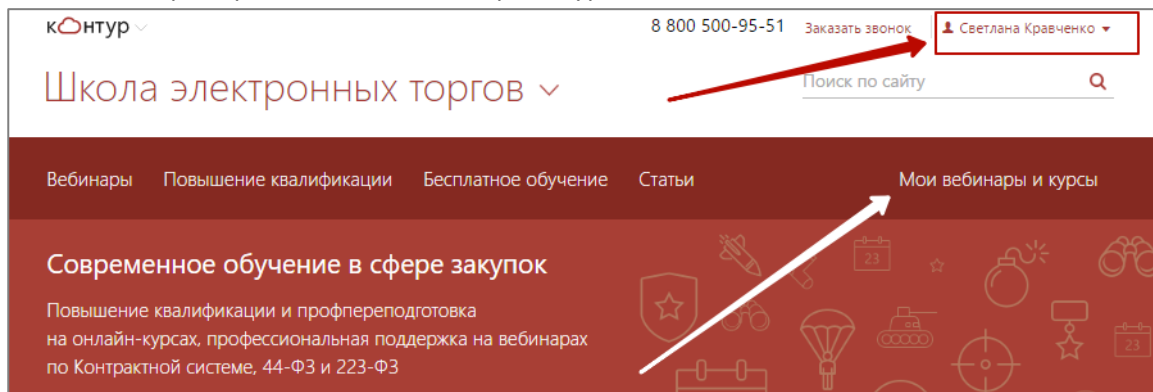 контур
8 800 500-95-51 Заказать звонок Светлана Кравченко
Школа электронных торгов
Поиск по сайту
Вебинары Повышение квалификации Бесплатное обучение Статьи Мои вебинары и курсы
Современное обучение в сфере закупок
Повышение квалификации и профпереподготовка
на онлайн-курсах, профессиональная поддержка на вебинарах
по Контрактной системе, 44-ФЗ и 223-ФЗ
23
23